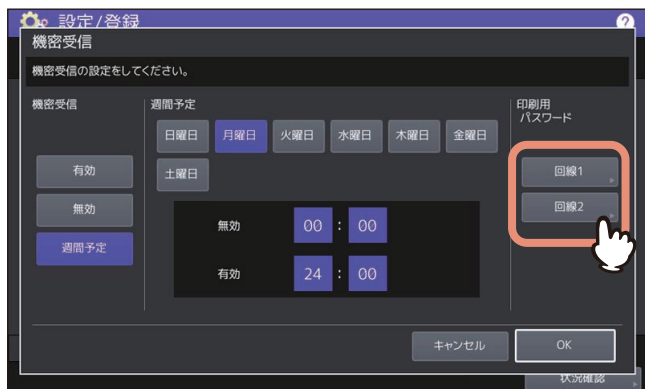 設定/登録
?
機密受信
機密受信の設定をしてください。
機密受信
週間予定
印刷用
パスワード
日曜日 月曜日 火曜日 水曜日 木曜日 金曜日
土曜日
有効
無効
週間予定
無効 00 : 00
有効 24 : 00
回線1
回線2
キャンセル
OK
状況確認